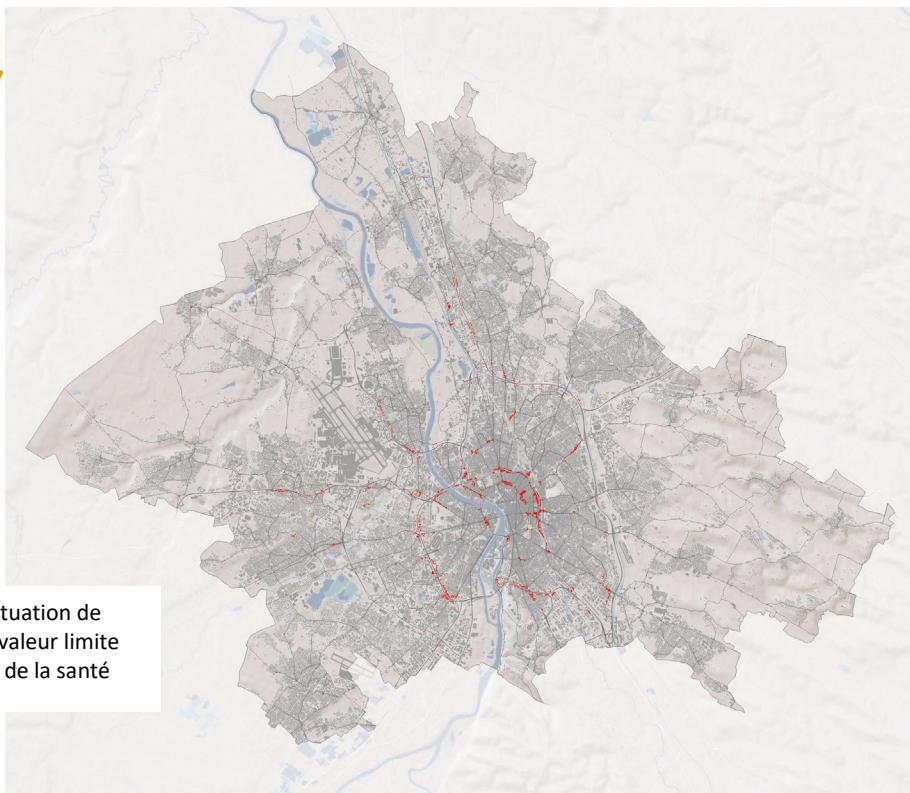 tuation de
valeur limite
de la santé